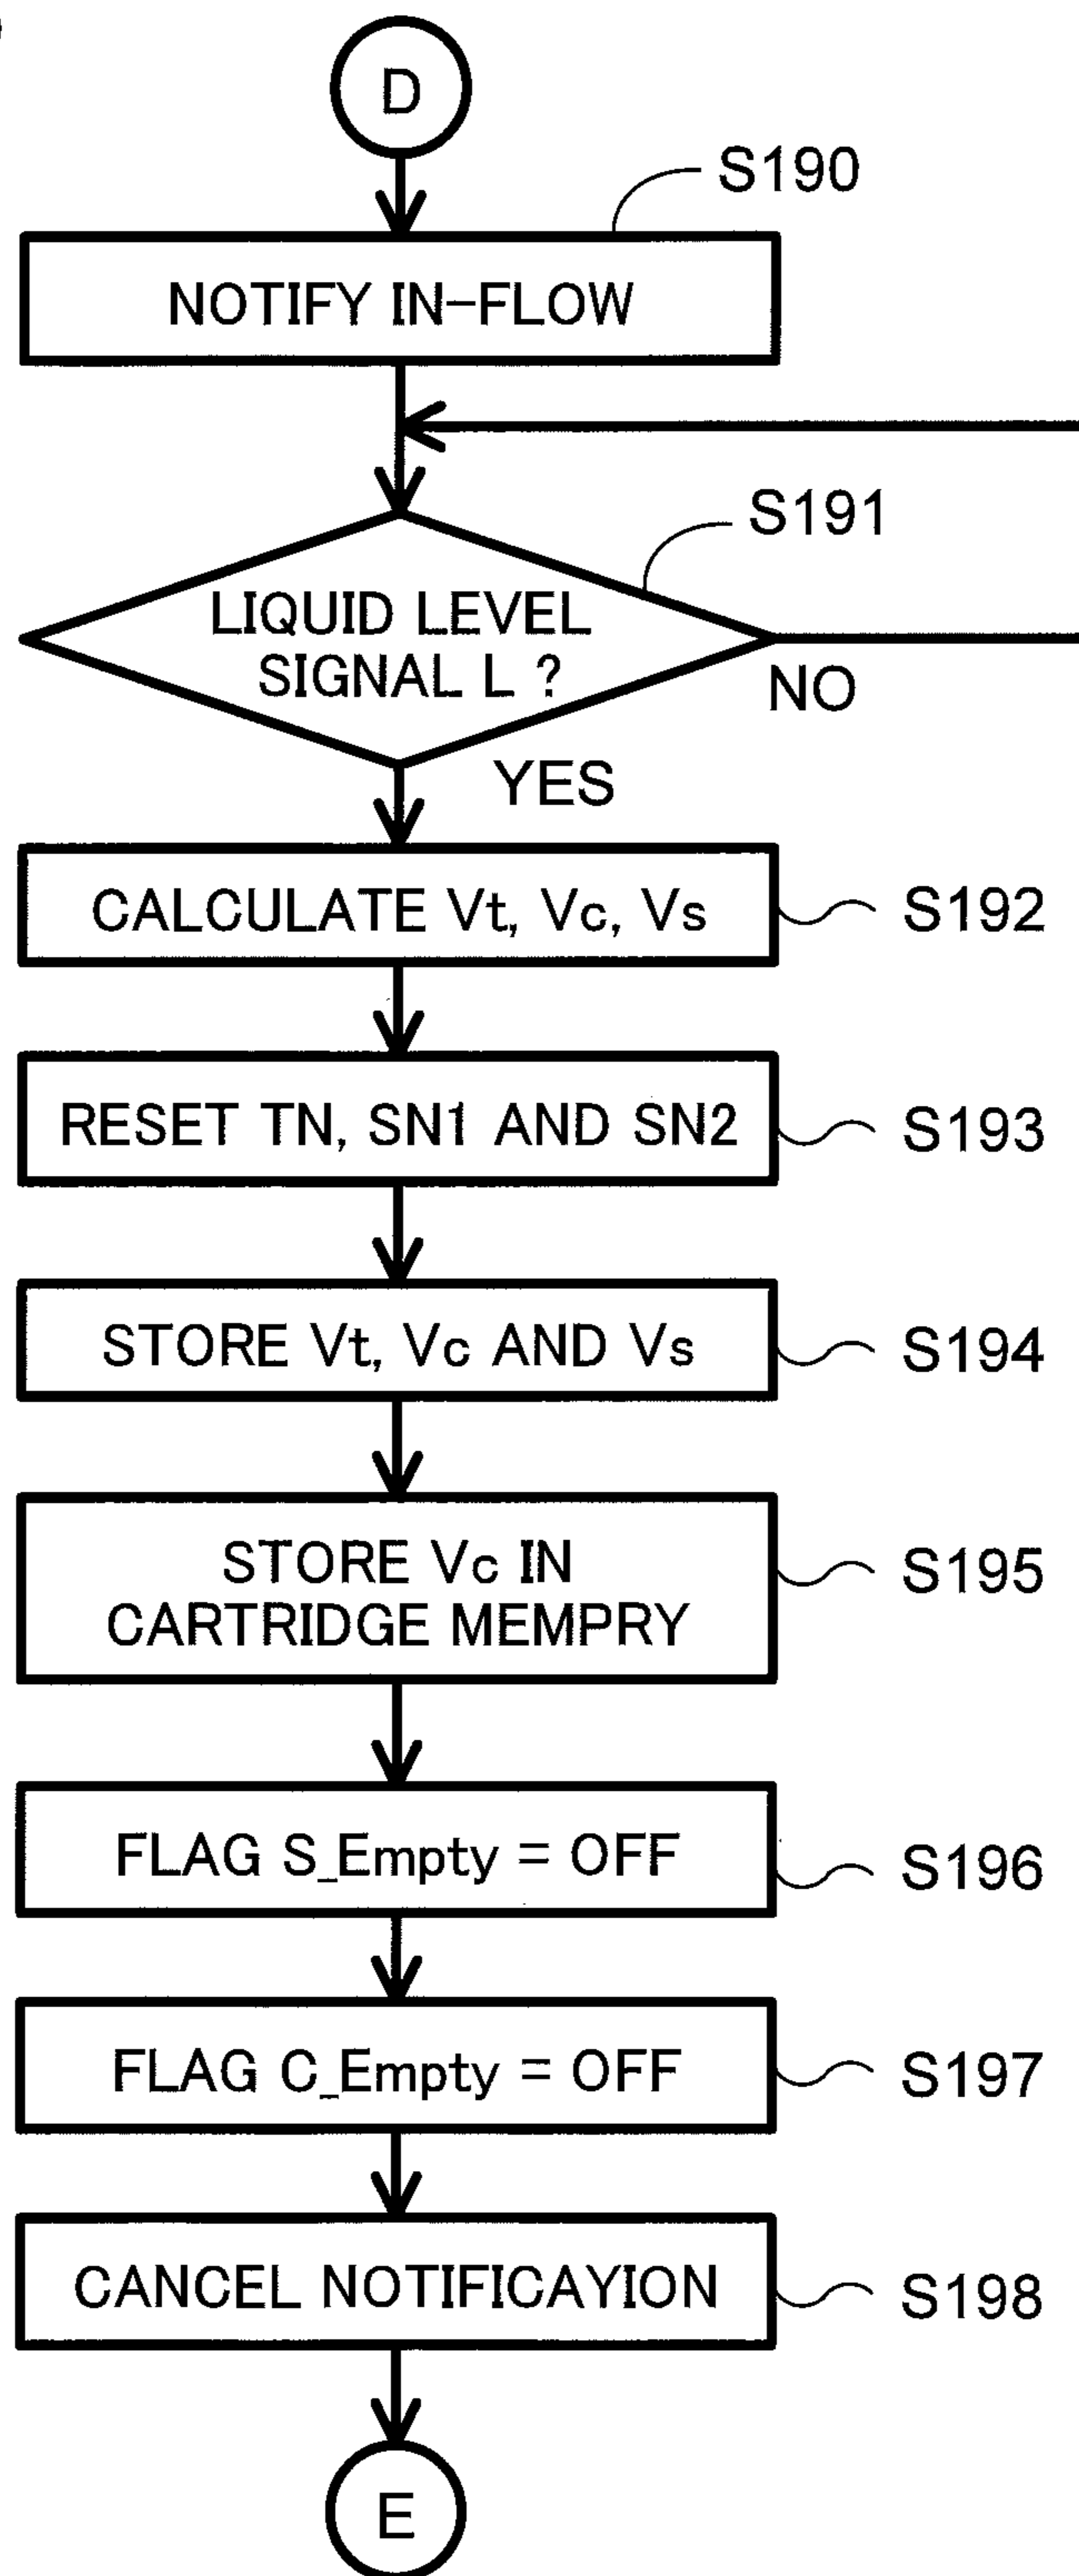 D
S190
NOTIFY IN-FLOW
S191
LIQUID LEVEL
SIGNAL L ?
NO
YES
CALCULATE Vt, Vc, Vs
S192
RESET TN, SN1 AND SN2
S193
STORE Vt, Vc AND Vs
S194
STORE Vc IN
CARTRIDGE MEMPRY
S195
FLAG S_Empty = OFF
S196
FLAG C_Empty = OFF
S197
CANCEL NOTIFICAYION
S198
E